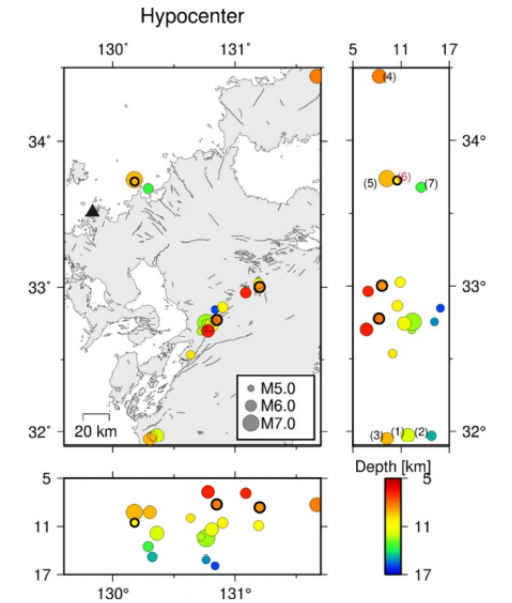 Hypocenter
130° 131° 5 11 17
(4)
34° 34°
(5) (6) (7)
33° 33°
M5.0
M6.0
M7.0
20 km
32° (3) (1) (2) 32°
Depth [km]
5 5
11 11
17 17
130° 131°